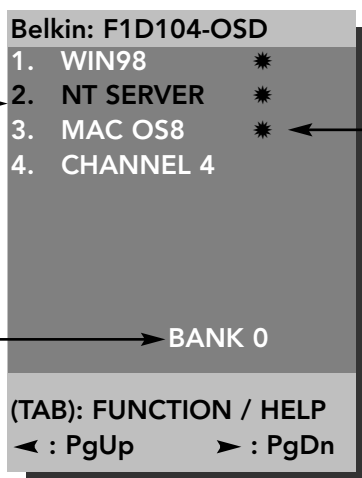 Belkin: F1D104-OSD
1. WIN98 ✹
2. NT SERVER ✹
3. MAC OS8 ✹
4. CHANNEL 4
BANK 0
(TAB): FUNCTION / HELP
◄ : PgUp ► : PgDn